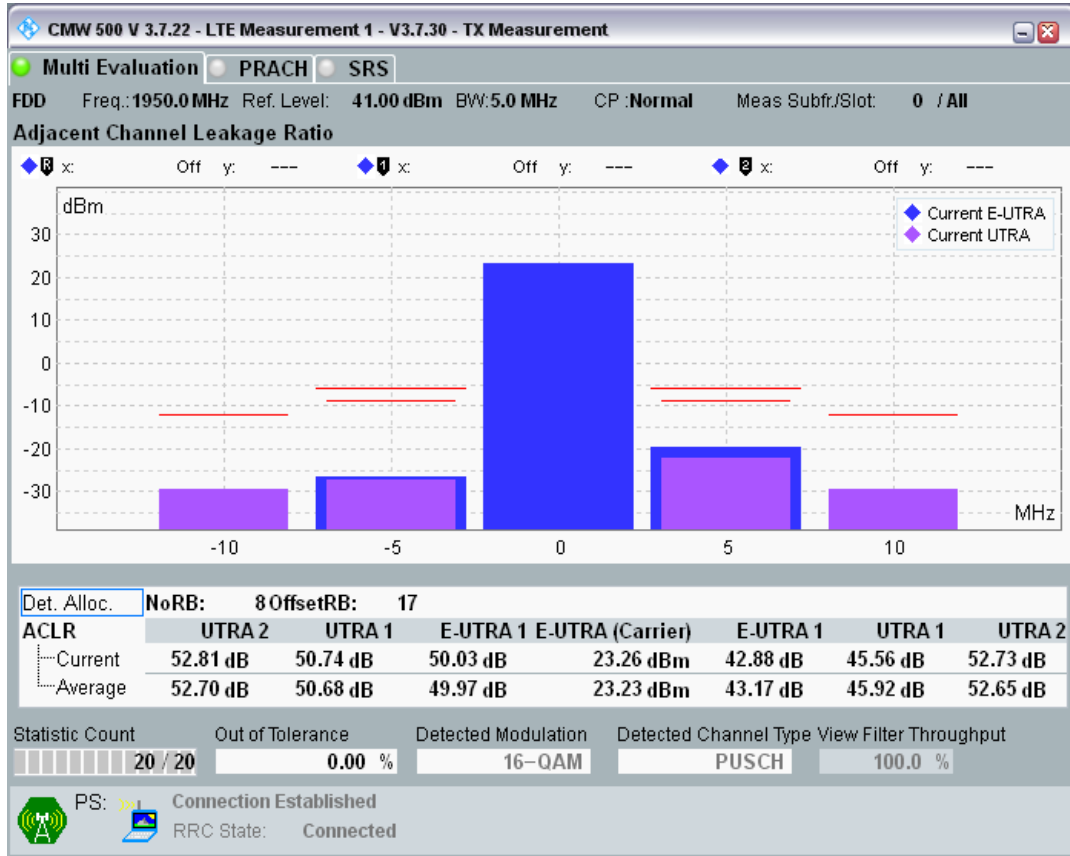 CMW 500 V 3.7.22 - LTE Measurement 1 - V3.7.30 - TX Measurement
Multi Evaluation PRACH SRS
FDD Freq.: 1950.0 MHz Ref. Level: 41.00 dBm BW: 5.0 MHz CP : Normal Meas Subfr./Slot: 0 / All
Adjacent Channel Leakage Ratio
R x: Off y: --- 1 x: Off y: --- 2 x: Off y: ---
dBm
Current E-UTRA
Current UTRA
30
20
10
0
-10
-20
-30
MHz
-10 -5 0 5 10
Det. Alloc. NoRB: 8 OffsetRB: 17
ACLR UTRA 2 UTRA 1 E-UTRA 1 E-UTRA (Carrier) E-UTRA 1 UTRA 1 UTRA 2
Current 52.81 dB 50.74 dB 50.03 dB 23.26 dBm 42.88 dB 45.56 dB 52.73 dB
Average 52.70 dB 50.68 dB 49.97 dB 23.23 dBm 43.17 dB 45.92 dB 52.65 dB
Statistic Count Out of Tolerance Detected Modulation Detected Channel Type View Filter Throughput
20 / 20 0.00 % 16-QAM PUSCH 100.0 %
PS: Connection Established
RRC State: Connected